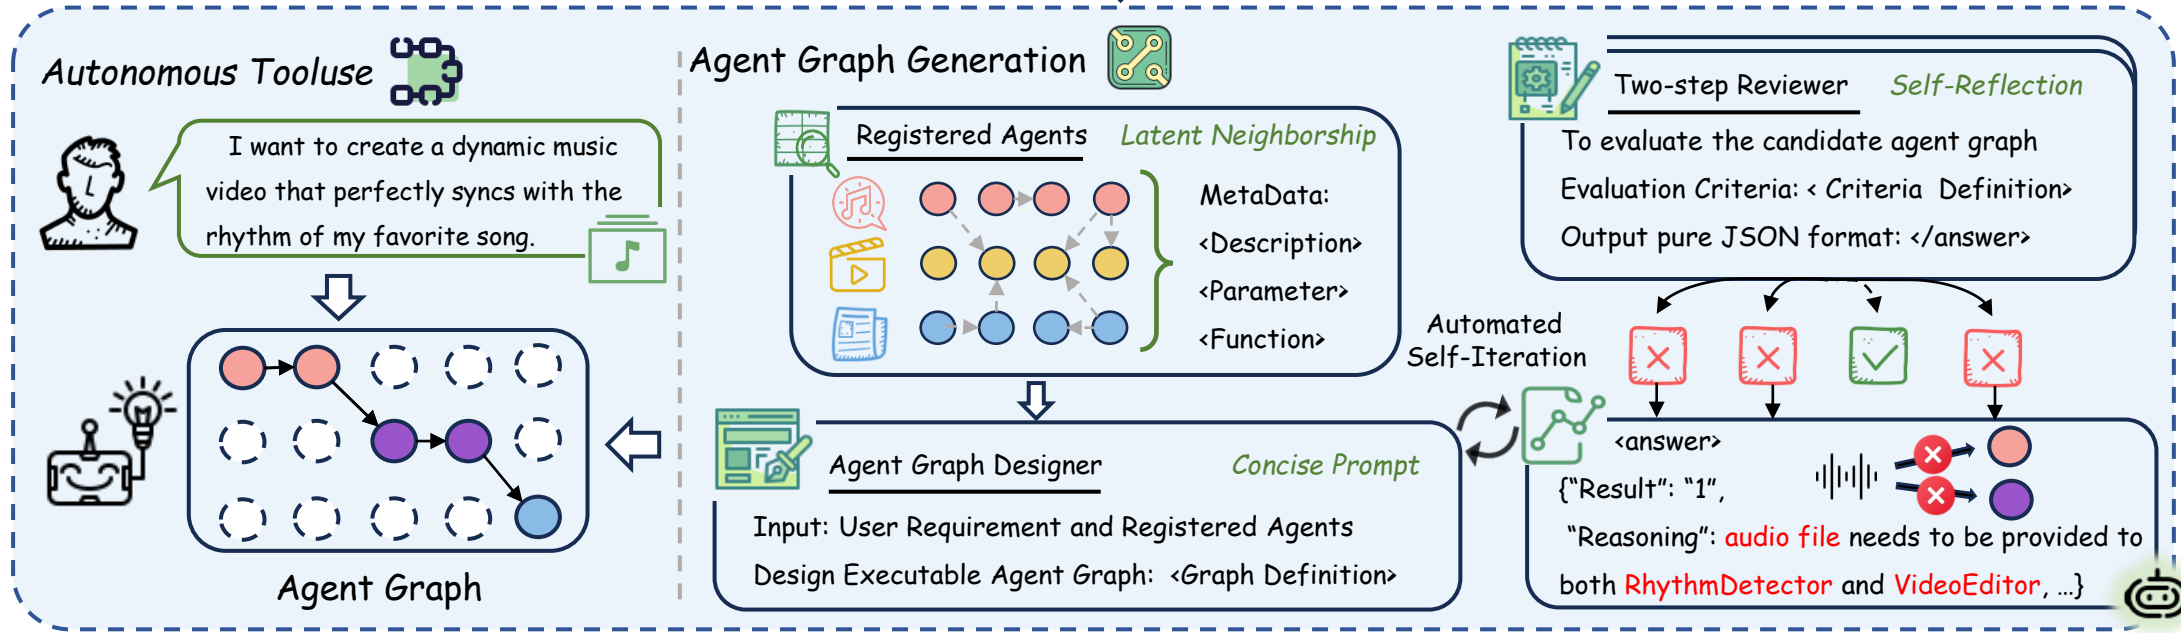 Autonomous Tooluse
I want to create a dynamic music
video that perfectly syncs with the
rhythm of my favorite song.
Agent Graph
Agent Graph Generation
Registered Agents
Latent Neighborship
MetaData:
<Description>
<Parameter>
<Function>
Agent Graph Designer
Concise Prompt
Input: User Requirement and Registered Agents
Design Executable Agent Graph: <Graph Definition>
Two-step Reviewer
Self-Reflection
To evaluate the candidate agent graph
Evaluation Criteria: < Criteria Definition>
Output pure JSON format: </answer>
Automated
Self-Iteration
<answer>
{“Result”: “1”,
“Reasoning”: audio file needs to be provided to
both RhythmDetector and VideoEditor, …}